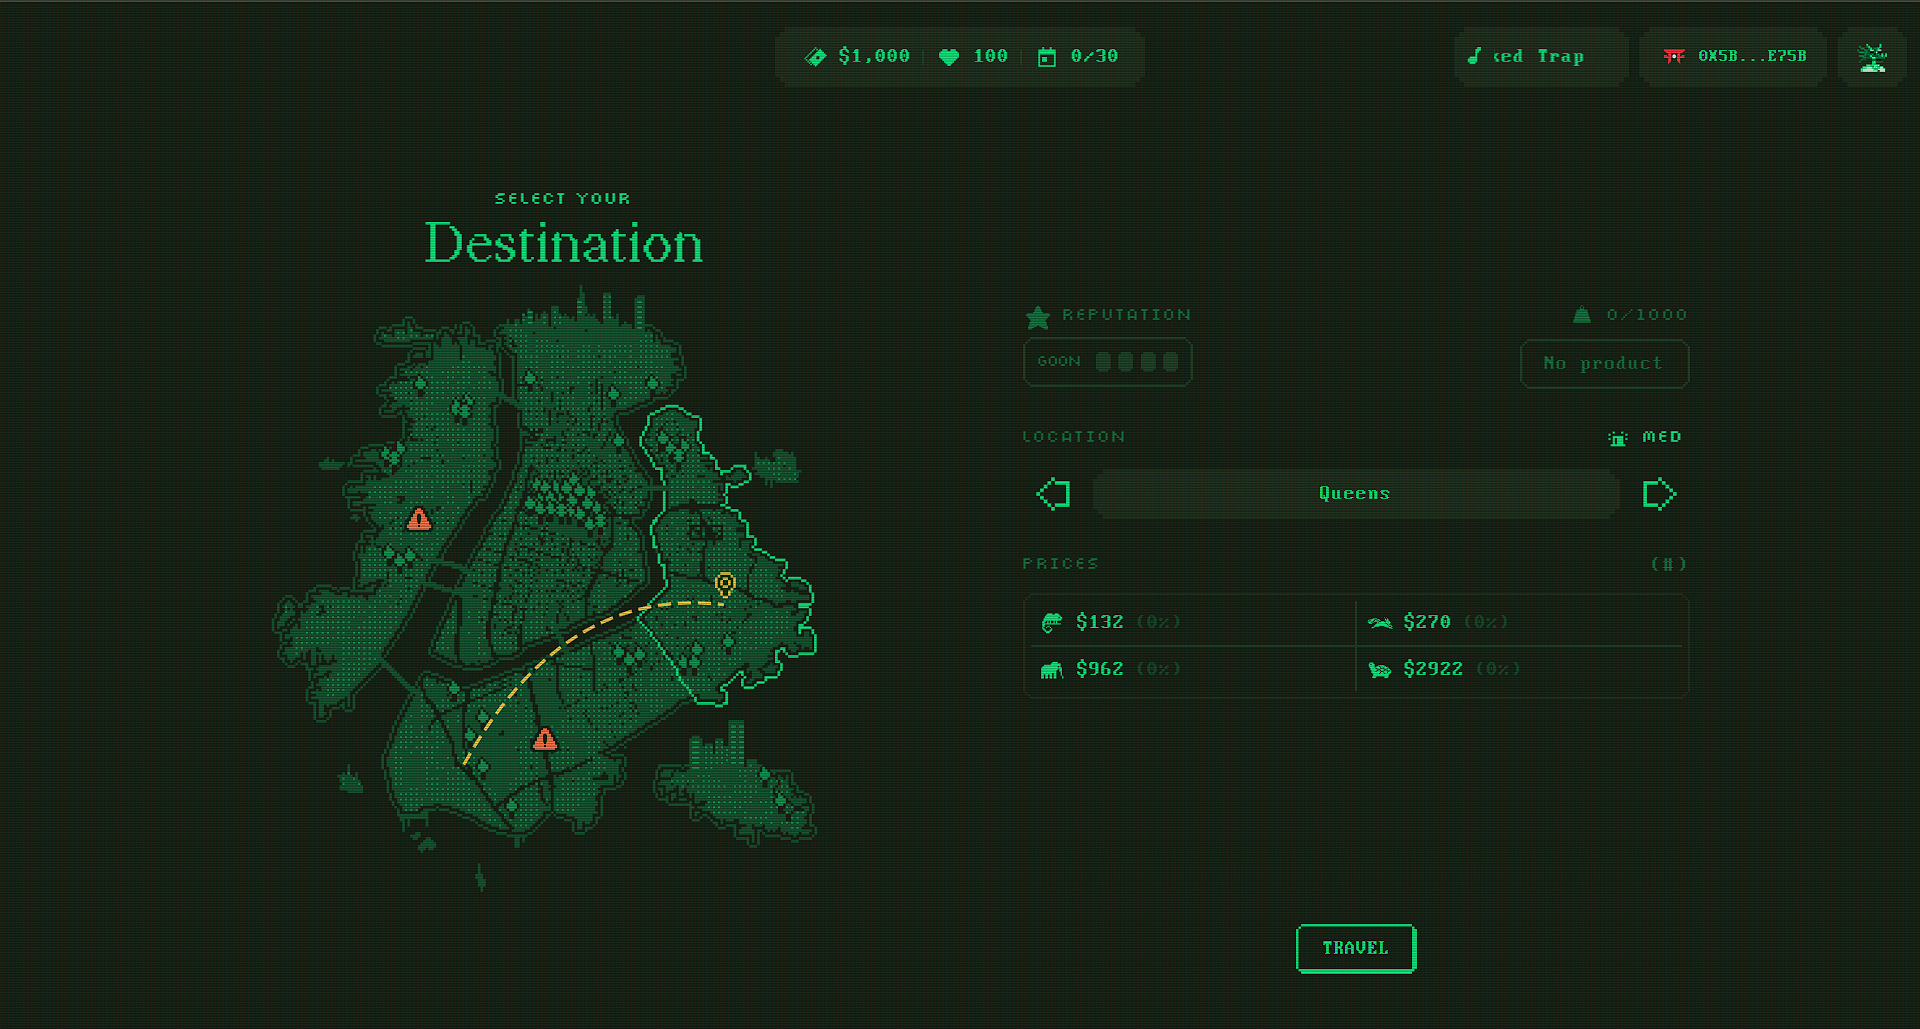 $1,000 100 0/30
ked Trap
0X5B...E75B
SELECT YOUR
Destination
REPUTATION
0/1000
GOON
No product
LOCATION
MED
Queens
PRICES
(#)
$132 (0%)
$270 (0%)
$962 (0%)
$2922 (0%)
TRAVEL